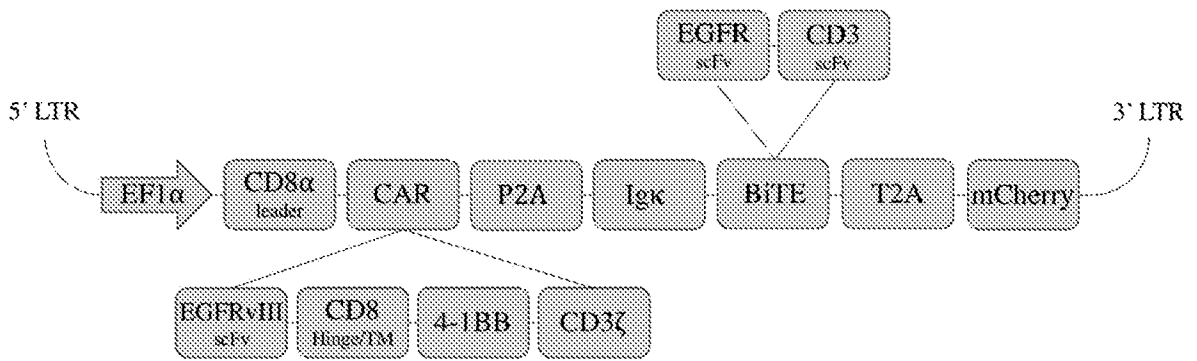 EGFR
scFv
CD3
scFv
5' LTR
3' LTR
EF1α
CD8α
leader
CAR
P2A
Igκ
BiTE
T2A
mCherry
EGFRvIII
scFv
CD8
Hinge/TM
4-1BB
CD3ζ